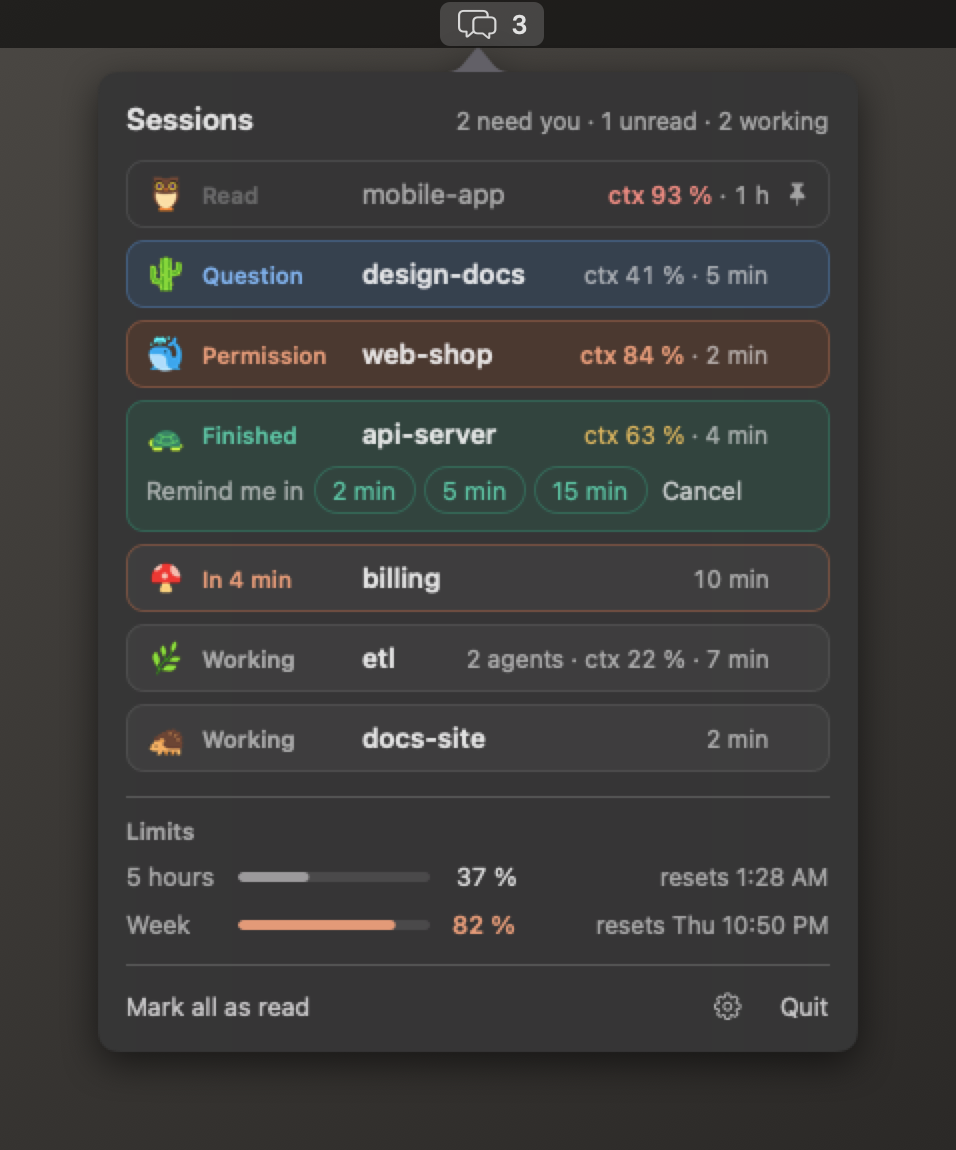 3
Sessions 2 need you · 1 unread · 2 working
Read mobile-app ctx 93 % · 1 h
Question design-docs ctx 41 % · 5 min
Permission web-shop ctx 84 % · 2 min
Finished api-server ctx 63 % · 4 min
Remind me in 2 min 5 min 15 min Cancel
In 4 min billing 10 min
Working etl 2 agents · ctx 22 % · 7 min
Working docs-site 2 min
Limits
5 hours 37 % resets 1:28 AM
Week 82 % resets Thu 10:50 PM
Mark all as read Quit